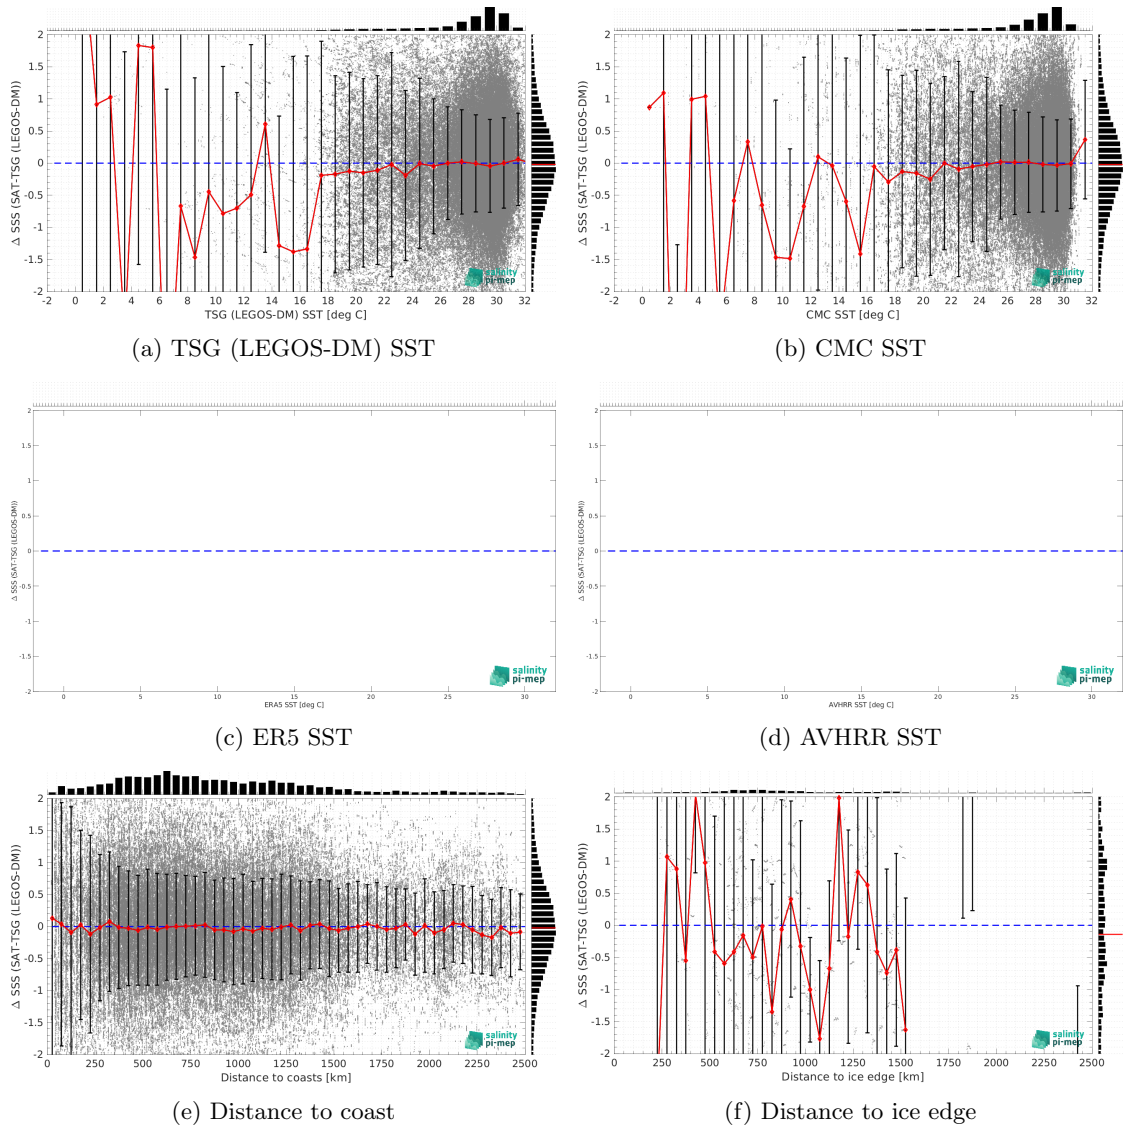 2
1.5
1
0.5
0
-0.5
-1
-1.5
-2
Δ SSS (SAT-TSG (LEGOS-DM))
-2 0 2 4 6 8 10 12 14 16 18 20 22 24 26 28 30 32
TSG (LEGOS-DM) SST [deg C]
salinity
pi-mep
(a) TSG (LEGOS-DM) SST
2
1.5
1
0.5
0
-0.5
-1
-1.5
-2
Δ SSS (SAT-TSG (LEGOS-DM))
-2 0 2 4 6 8 10 12 14 16 18 20 22 24 26 28 30 32
CMC SST [deg C]
salinity
pi-mep
(b) CMC SST
2
1.5
1
0.5
0
-0.5
-1
-1.5
-2
Δ SSS (SAT-TSG (LEGOS-DM))
0 5 10 15 20 25 30
ERA5 SST [deg C]
salinity
pi-mep
(c) ER5 SST
2
1.5
1
0.5
0
-0.5
-1
-1.5
-2
Δ SSS (SAT-TSG (LEGOS-DM))
0 5 10 15 20 25 30
AVHRR SST [deg C]
salinity
pi-mep
(d) AVHRR SST
2
1.5
1
0.5
0
-0.5
-1
-1.5
-2
Δ SSS (SAT-TSG (LEGOS-DM))
0 250 500 750 1000 1250 1500 1750 2000 2250 2500
Distance to coasts [km]
salinity
pi-mep
(e) Distance to coast
2
1.5
1
0.5
0
-0.5
-1
-1.5
-2
Δ SSS (SAT-TSG (LEGOS-DM))
0 500 1000 1500 2000 2500
Distance to ice edge [km]
salinity
pi-mep
(f) Distance to ice edge